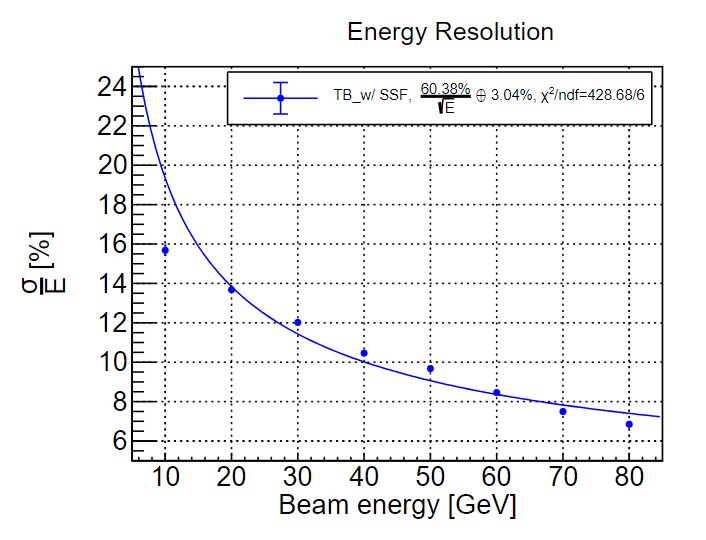 Energy Resolution
TB_w/ SSF, 60.38%/√E ⊕ 3.04%, χ²/ndf=428.68/6
24
22
20
18
16
14
12
10
8
6
σ/E [%]
10 20 30 40 50 60 70 80
Beam energy [GeV]